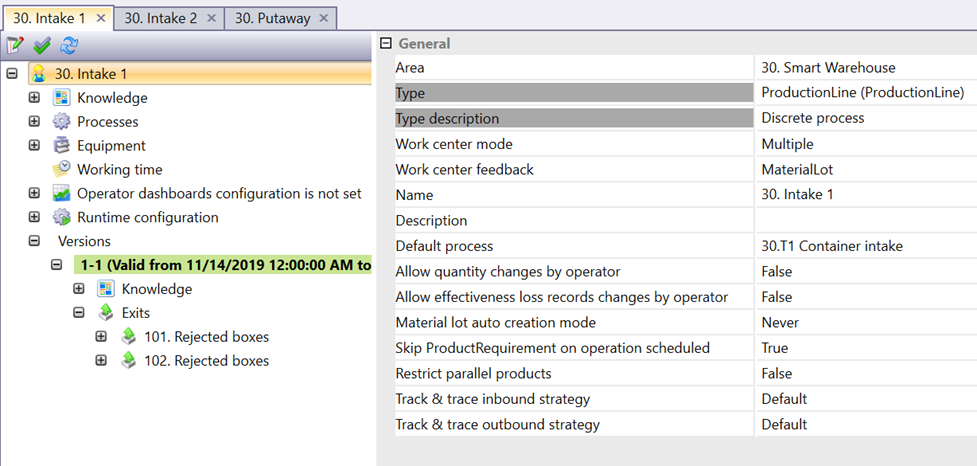 30. Intake 1
30. Intake 2
30. Putaway
30. Intake 1
Knowledge
Processes
Equipment
Working time
Operator dashboards configuration is not set
Runtime configuration
Versions
1-1 (Valid from 11/14/2019 12:00:00 AM to
Knowledge
Exits
101. Rejected boxes
102. Rejected boxes
General
Area 30. Smart Warehouse
Type ProductionLine (ProductionLine)
Type description Discrete process
Work center mode Multiple
Work center feedback MaterialLot
Name 30. Intake 1
Description
Default process 30.T1 Container intake
Allow quantity changes by operator False
Allow effectiveness loss records changes by operator False
Material lot auto creation mode Never
Skip ProductRequirement on operation scheduled True
Restrict parallel products False
Track & trace inbound strategy Default
Track & trace outbound strategy Default